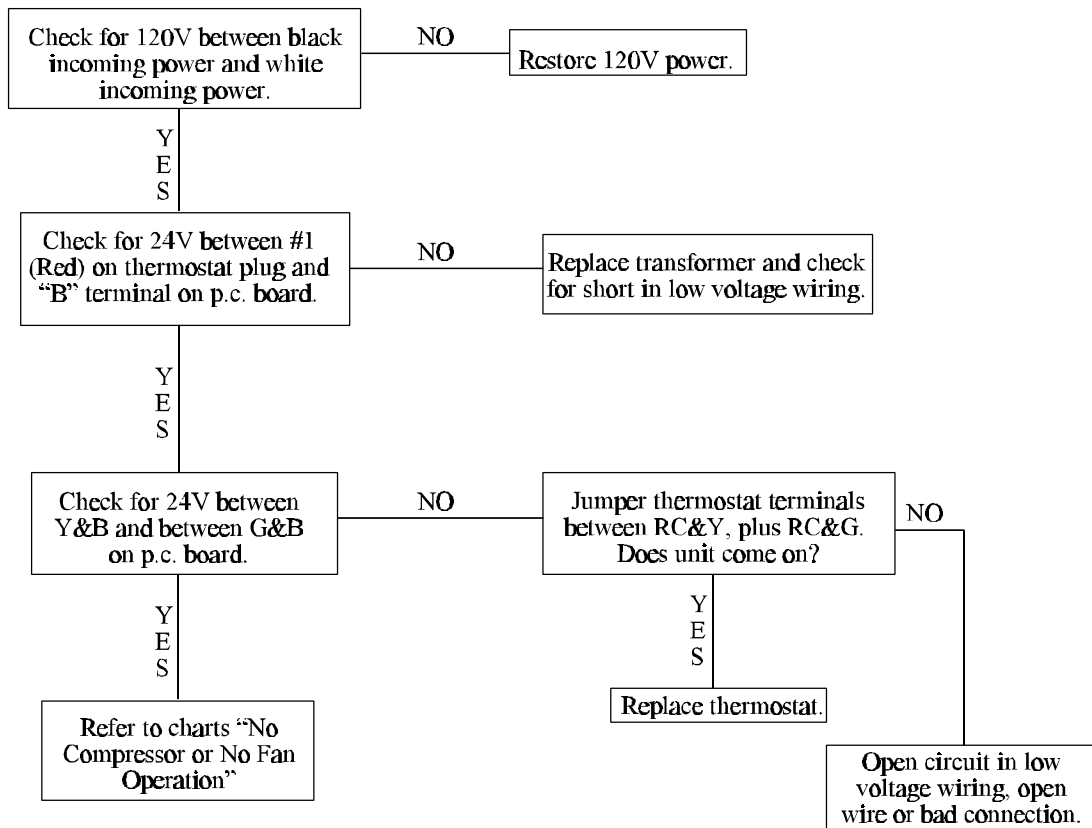 Check for 120V between black
incoming power and white
incoming power.
NO
Restore 120V power.
Y
E
S
Check for 24V between #1
(Red) on thermostat plug and
“B” terminal on p.c. board.
NO
Replace transformer and check
for short in low voltage wiring.
Y
E
S
Check for 24V between
Y&B and between G&B
on p.c. board.
NO
Jumper thermostat terminals
between RC&Y, plus RC&G.
Does unit come on?
NO
Y
E
S
Y
E
S
Refer to charts “No
Compressor or No Fan
Operation”
Replace thermostat.
Open circuit in low
voltage wiring, open
wire or bad connection.